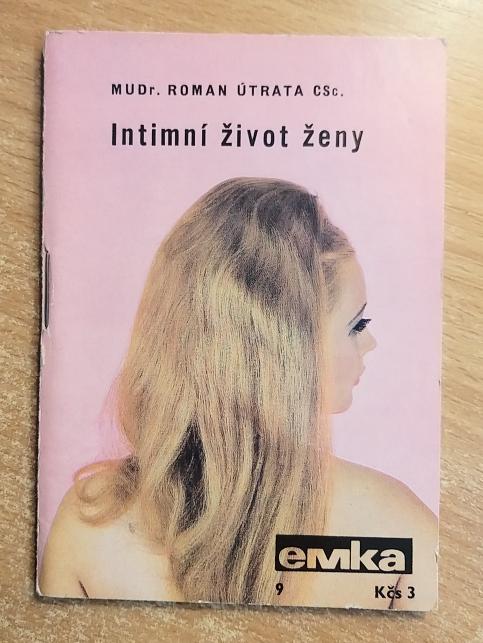 MUDr. ROMAN ÚTRATA CSc.
Intimní život ženy
emka
9 Kčs 3